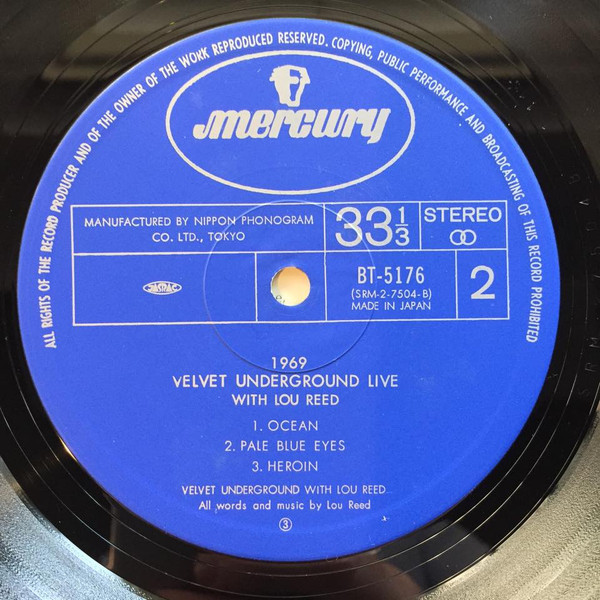 ALL RIGHTS OF THE RECORD PRODUCER AND OF THE OWNER OF THE WORK REPRODUCED RESERVED. COPYING, PUBLIC PERFORMANCE AND BROADCASTING OF THIS RECORD PROHIBITED
mercury
MANUFACTURED BY NIPPON PHONOGRAM
CO. LTD., TOKYO
33 1/3
STEREO
JASRAC
BT-5176
(SRM-2-7504-B)
MADE IN JAPAN
2
1969
VELVET UNDERGROUND LIVE
WITH LOU REED
1. OCEAN
2. PALE BLUE EYES
3. HEROIN
VELVET UNDERGROUND WITH LOU REED
All words and music by Lou Reed
③